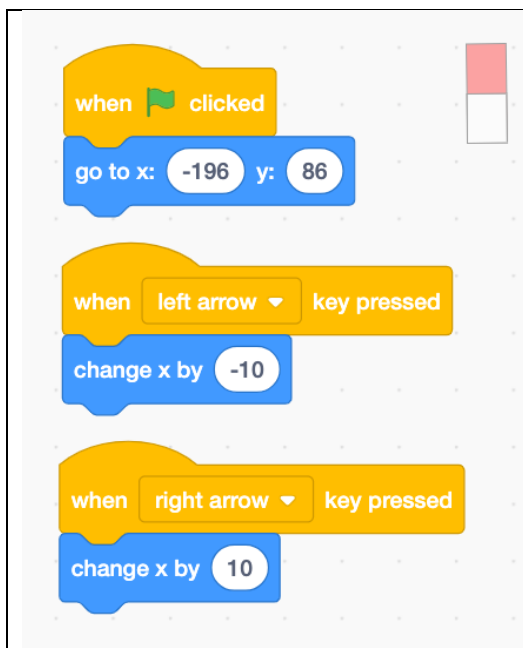 when clicked
go to x: -196 y: 86
when left arrow key pressed
change x by -10
when right arrow key pressed
change x by 10